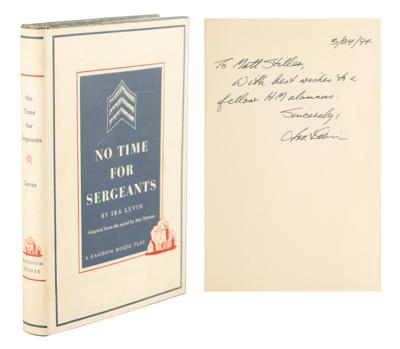 No
Time
for
Sergeants
Levin
RANDOM
HOUSE
NO TIME
FOR
SERGEANTS
BY IRA LEVIN
Adapted from the novel by Mac Hyman
A RANDOM HOUSE PLAY
3/24/94
To Matt Stiller,
With best wishes to a
fellow HM alumnus.
Sincerely,
Ira Levin